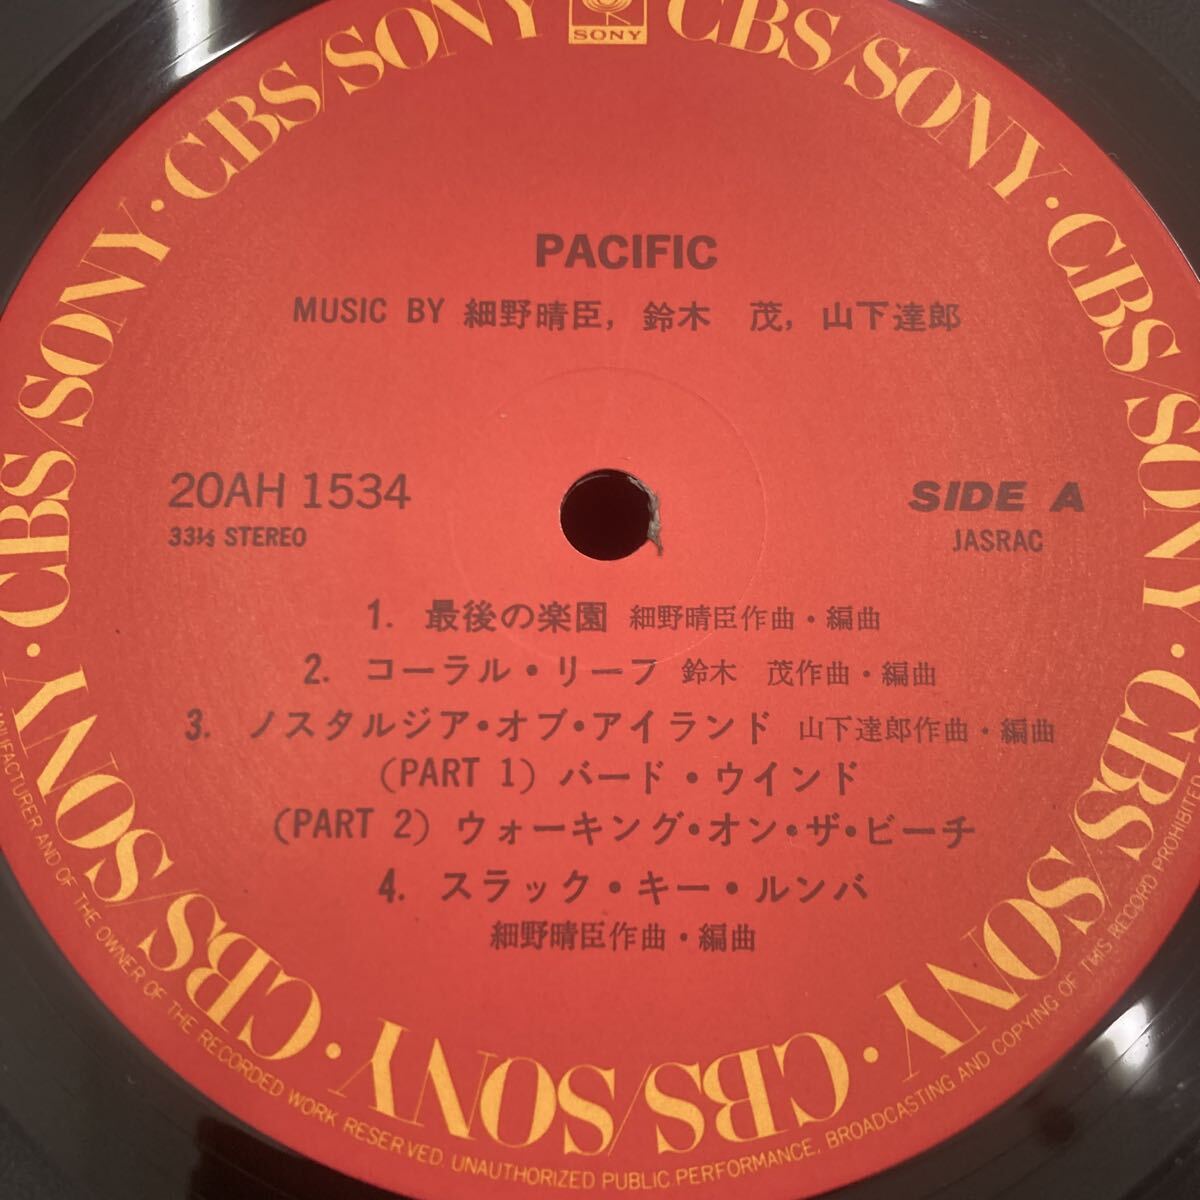 SONY
CBS/SONY · CBS/SONY · CBS/SONY · CBS/SONY · CBS/SONY · CBS/SONY · CBS/SONY · CBS/SONY
PACIFIC
MUSIC BY 細野晴臣, 鈴木 茂, 山下達郎
20AH 1534
SIDE A
33⅓ STEREO
JASRAC
1. 最後の楽園 細野晴臣作曲・編曲
2. コーラル・リーフ 鈴木 茂作曲・編曲
3. ノスタルジア・オブ・アイランド 山下達郎作曲・編曲
(PART 1) バード・ウインド
(PART 2) ウォーキング・オン・ザ・ビーチ
4. スラック・キー・ルンバ
細野晴臣作曲・編曲
MANUFACTURER AND OF THE OWNER OF THE RECORDED WORK RESERVED. UNAUTHORIZED PUBLIC PERFORMANCE, BROADCASTING AND COPYING OF THIS RECORD PROHIBITED